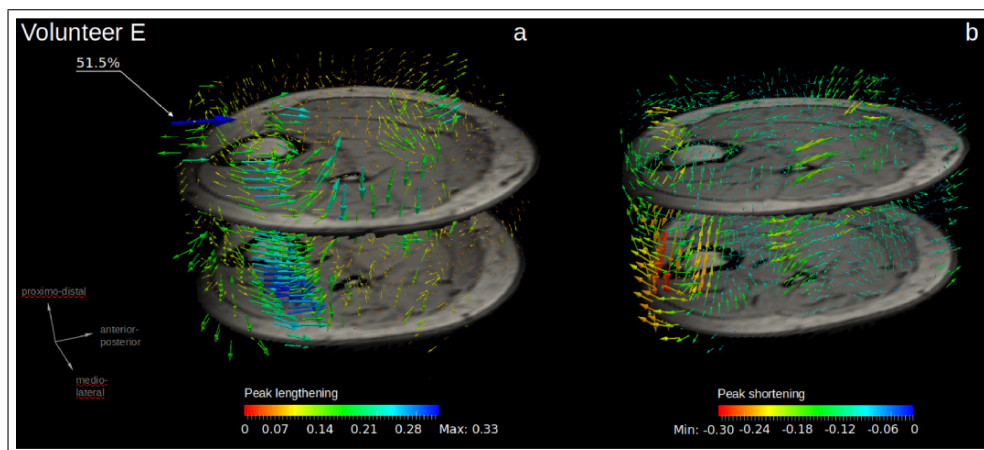 Volunteer E
a
b
51.5%
proximo-distal
anterior-
posterior
medio-
lateral
Peak lengthening
0 0.07 0.14 0.21 0.28 Max: 0.33
Peak shortening
Min: -0.30 -0.24 -0.18 -0.12 -0.06 0